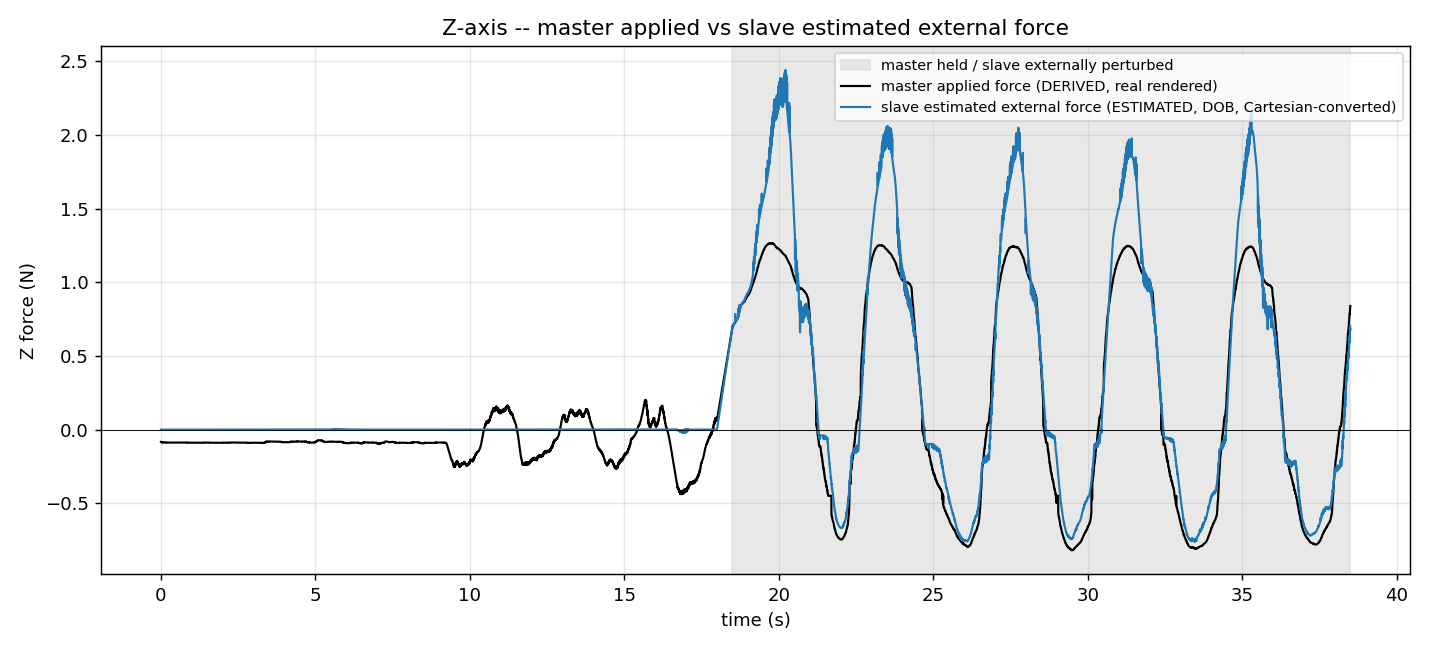 Z-axis -- master applied vs slave estimated external force
master held / slave externally perturbed
master applied force (DERIVED, real rendered)
slave estimated external force (ESTIMATED, DOB, Cartesian-converted)
Z force (N)
2.5
2.0
1.5
1.0
0.5
0.0
−0.5
0 5 10 15 20 25 30 35 40
time (s)